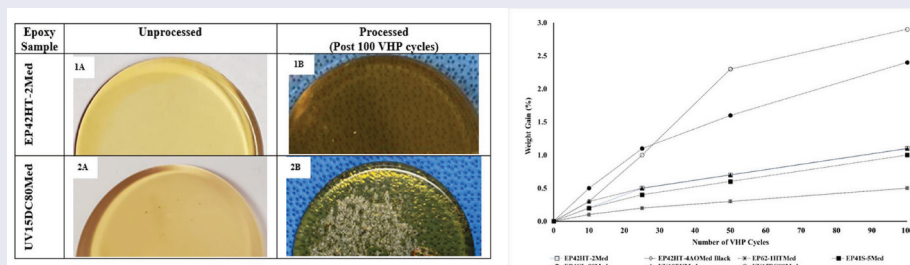 Epoxy Sample Unprocessed Processed
(Post 100 VHP cycles)
EP42HT-2Med
1A
1B
UV15DC80Med
2A
2B
Weight Gain (%)
3.0
2.5
2.0
1.5
1.0
0.5
0.0
0 10 20 30 40 50 60 70 80 90 100
Number of VHP Cycles
EP42HT-2Med EP42HT-4AOMed Black EP62-1HTMed EP41S-5Med